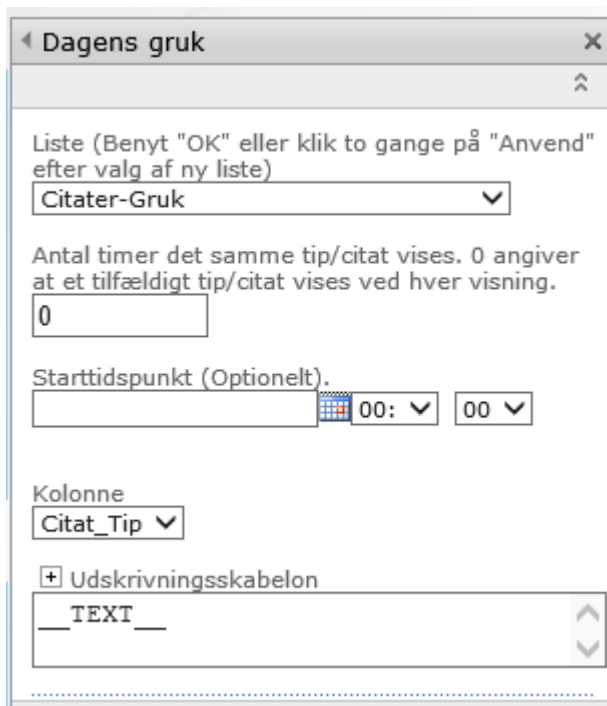 Dagens gruk
Liste (Benyt "OK" eller klik to gange på "Anvend"
efter valg af ny liste)
Citater-Gruk
Antal timer det samme tip/citat vises. 0 angiver
at et tilfældigt tip/citat vises ved hver visning.
0
Starttidspunkt (Optionelt).
00: 00
Kolonne
Citat_Tip
Udskrivningsskabelon
__TEXT__